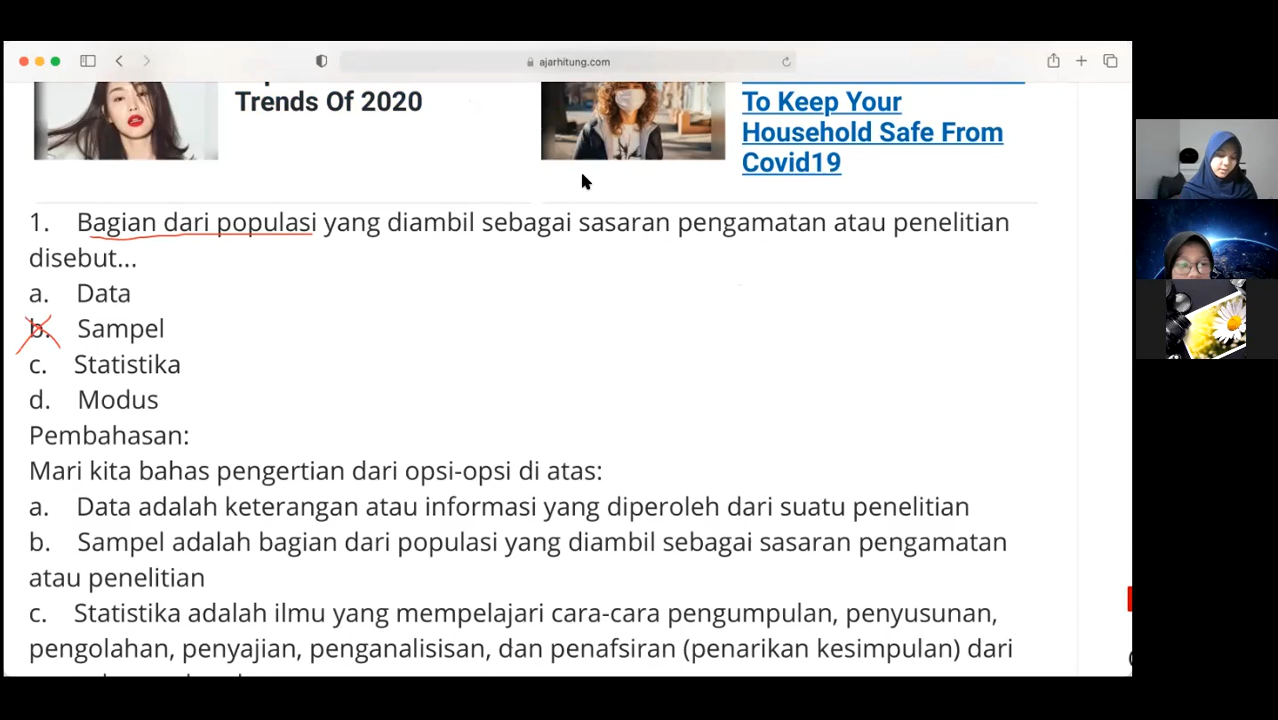 ajarhitung.com
Trends Of 2020
To Keep Your
Household Safe From
Covid19
1. Bagian dari populasi yang diambil sebagai sasaran pengamatan atau penelitian
disebut...
a. Data
b. Sampel
c. Statistika
d. Modus
Pembahasan:
Mari kita bahas pengertian dari opsi-opsi di atas:
a. Data adalah keterangan atau informasi yang diperoleh dari suatu penelitian
b. Sampel adalah bagian dari populasi yang diambil sebagai sasaran pengamatan
atau penelitian
c. Statistika adalah ilmu yang mempelajari cara-cara pengumpulan, penyusunan,
pengolahan, penyajian, penganalisisan, dan penafsiran (penarikan kesimpulan) dari